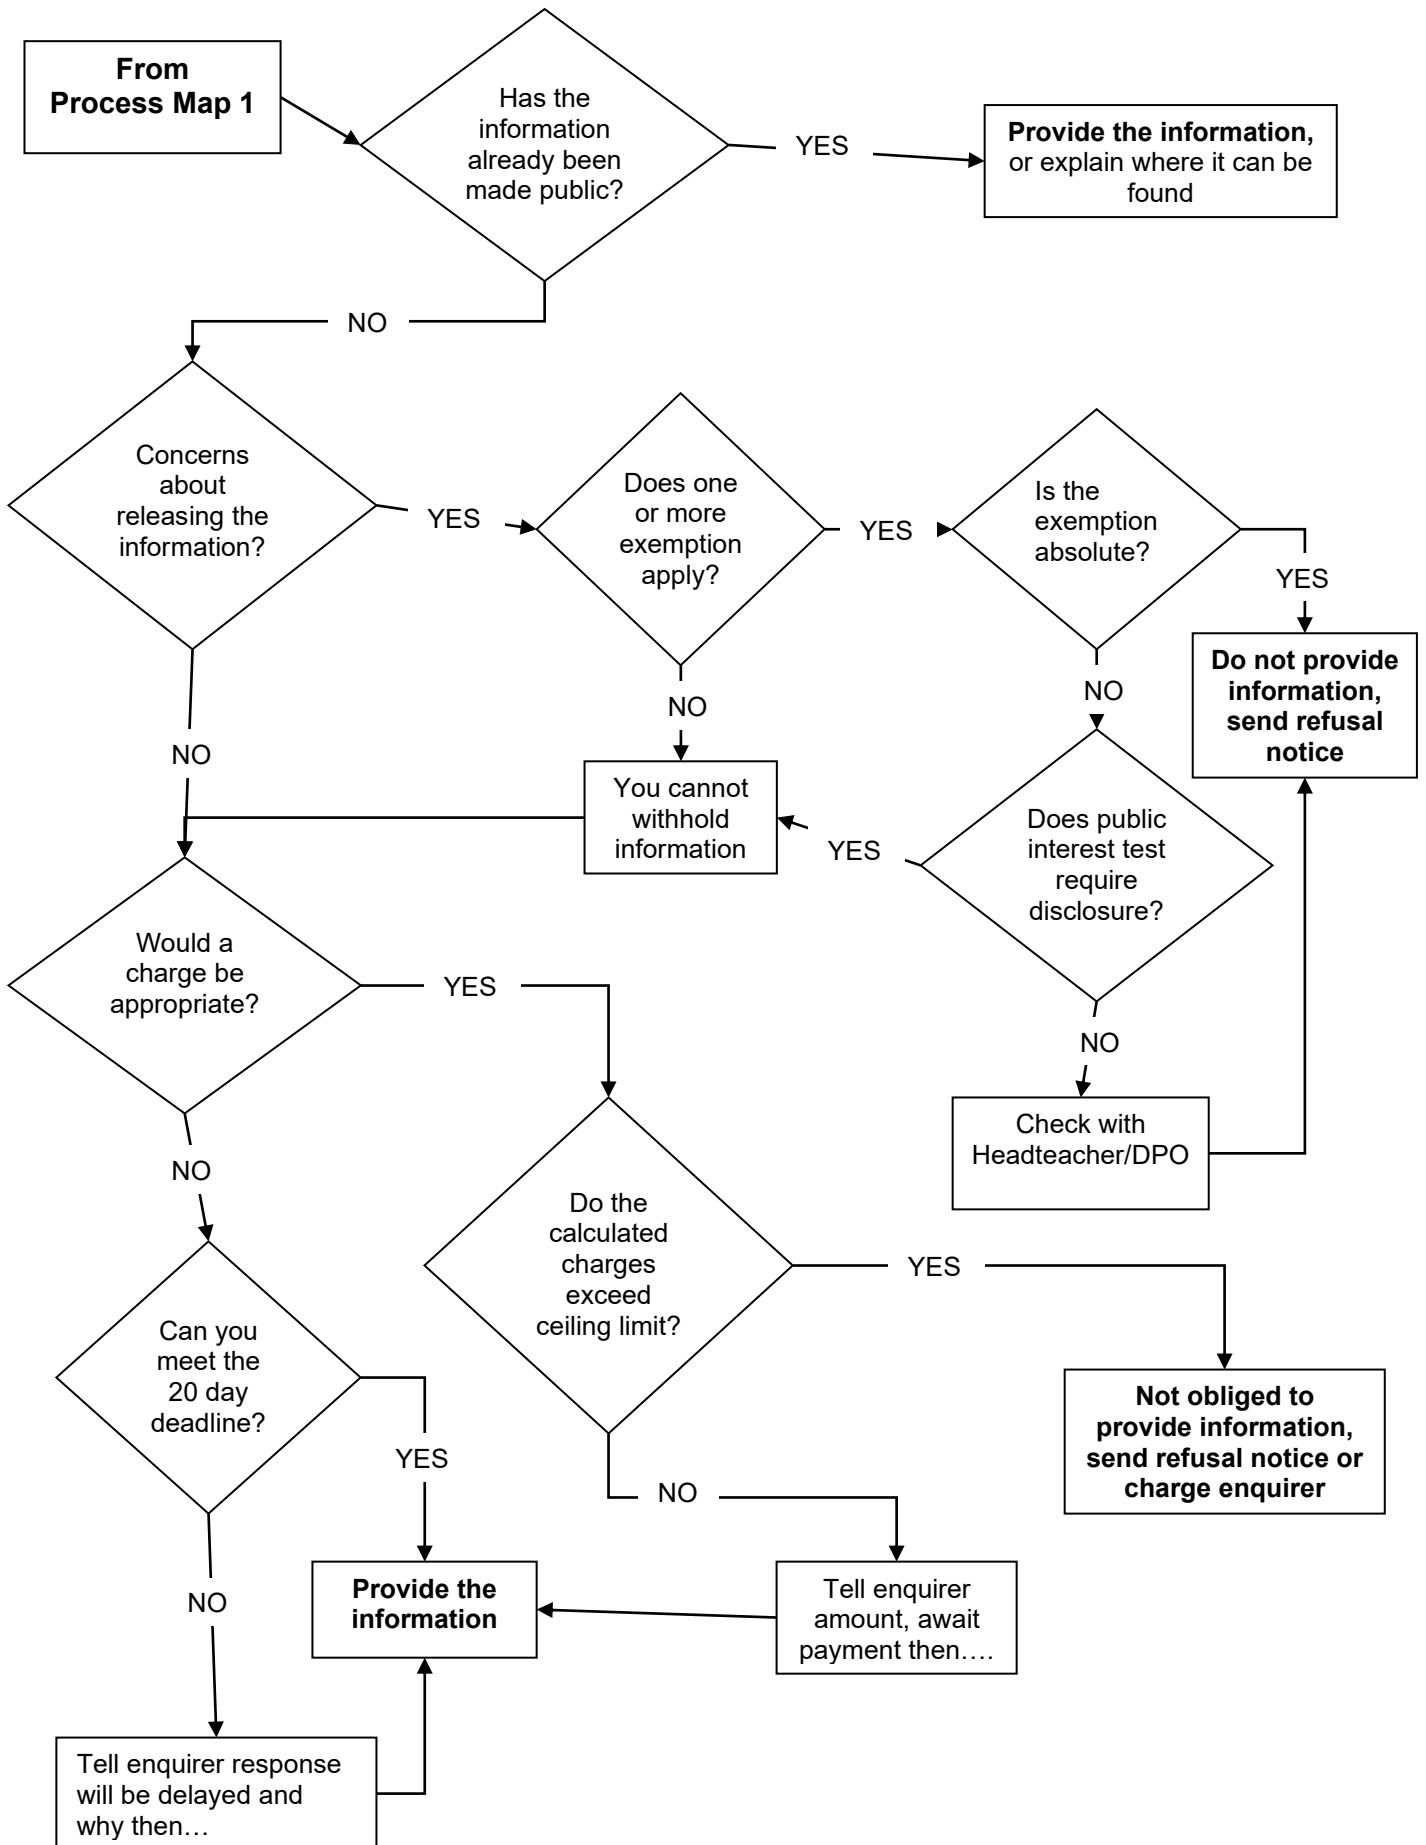 From
Process Map 1
Has the
information
already been
made public?
YES
Provide the information,
or explain where it can be
found
NO
Concerns
about
releasing the
information?
YES
Does one
or more
exemption
apply?
YES
Is the
exemption
absolute?
YES
Do not provide
information,
send refusal
notice
NO
NO
NO
You cannot
withhold
information
YES
Does public
interest test
require
disclosure?
Would a
charge be
appropriate?
YES
NO
Check with
Headteacher/DPO
NO
Do the
calculated
charges
exceed
ceiling limit?
YES
Can you
meet the
20 day
deadline?
Not obliged to
provide information,
send refusal notice or
charge enquirer
YES
NO
NO
Provide the
information
Tell enquirer
amount, await
payment then….
Tell enquirer response
will be delayed and
why then…